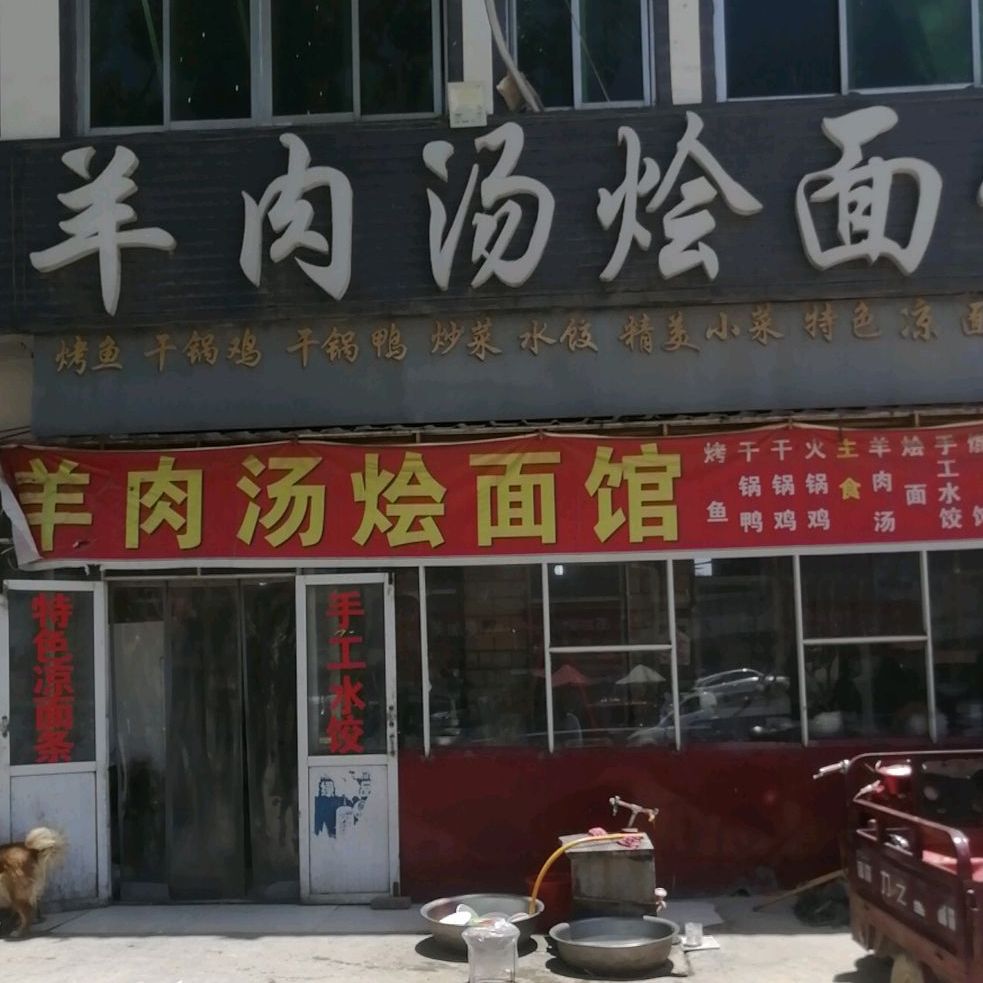 羊肉汤烩面
烤鱼 干锅鸡 干锅鸭 炒菜 水饺 精美小菜 特色凉面
羊肉汤烩面馆
烤鱼
干锅鸭
干锅鸡
火锅鸡
主食
羊肉汤
烩面
手工水饺
特色凉面条
手工水饺